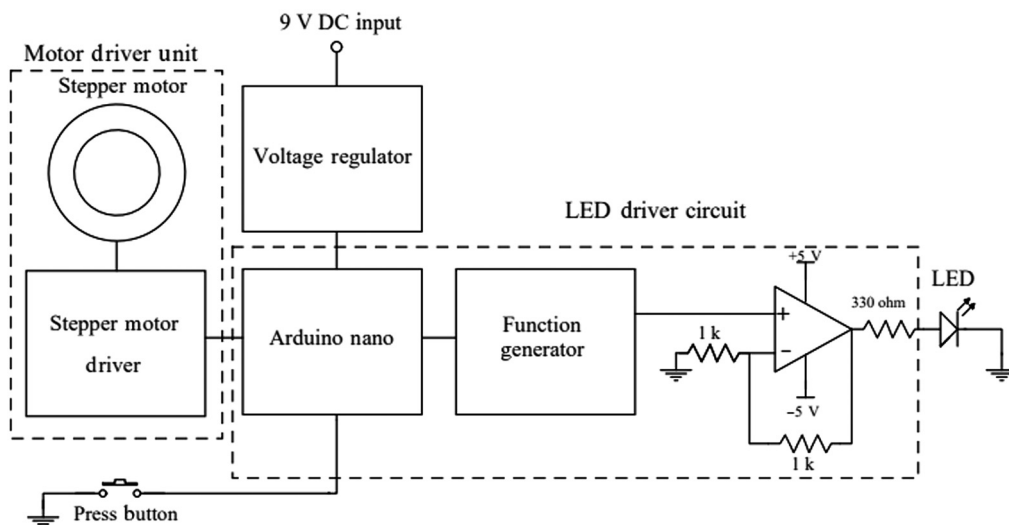 9 V DC input
Motor driver unit
Stepper motor
Voltage regulator
LED driver circuit
+5 V
LED
Stepper motor
driver
Arduino nano
Function
generator
+
330 ohm
1 k
−
−5 V
1 k
Press button